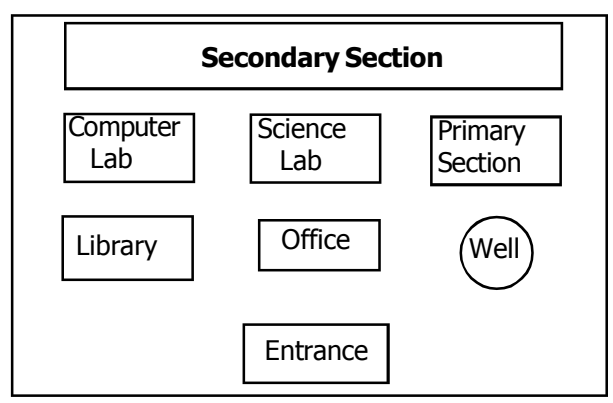 Secondary Section
Computer
Lab
Science
Lab
Primary
Section
Library
Office
Well
Entrance